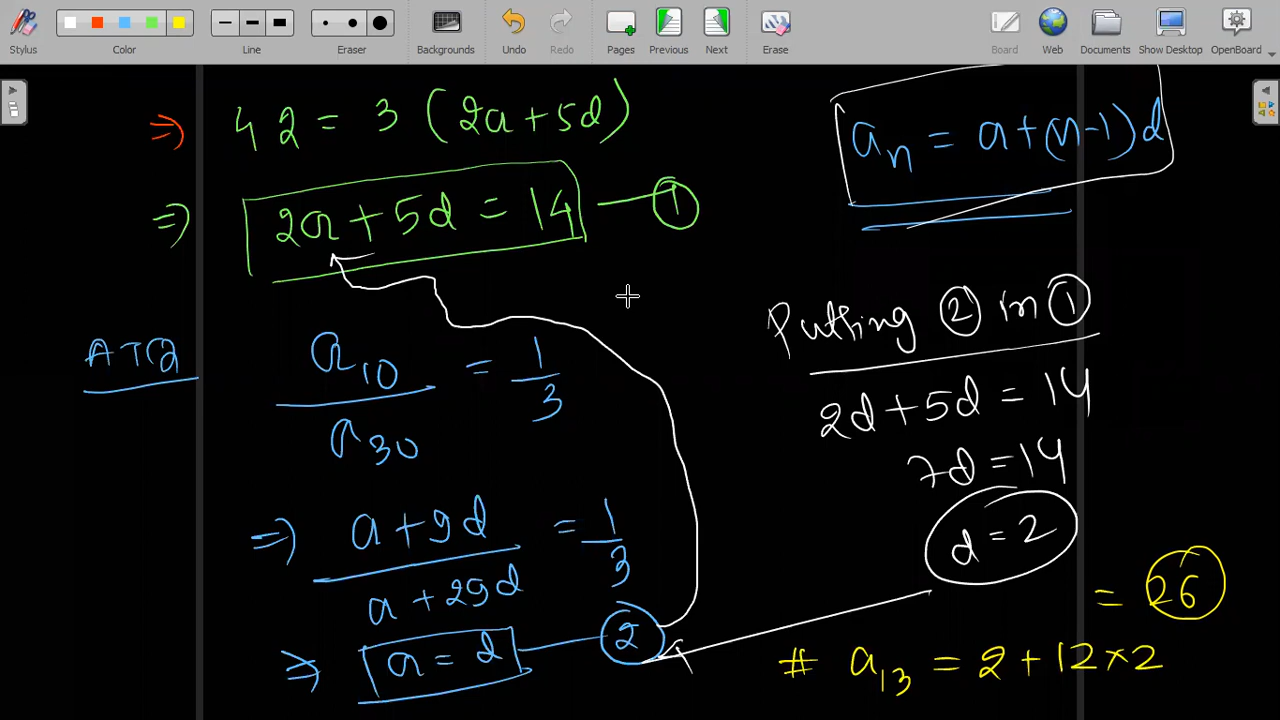 Stylus Color Line Eraser Backgrounds Undo Redo Pages Previous Next Erase Board Web Documents Show Desktop OpenBoard
⇒ 42 = 3 (2a+5d)
⇒ 2a + 5d = 14 — ①
ATQ a₁₀/a₃₀ = 1/3
⇒ (a+9d)/(a+29d) = 1/3
⇒ a = d — ②
aₙ = a+(n-1)d
Putting ② in ①
2d+5d = 14
7d = 14
d = 2
# a₁₃ = 2+12×2
= 26